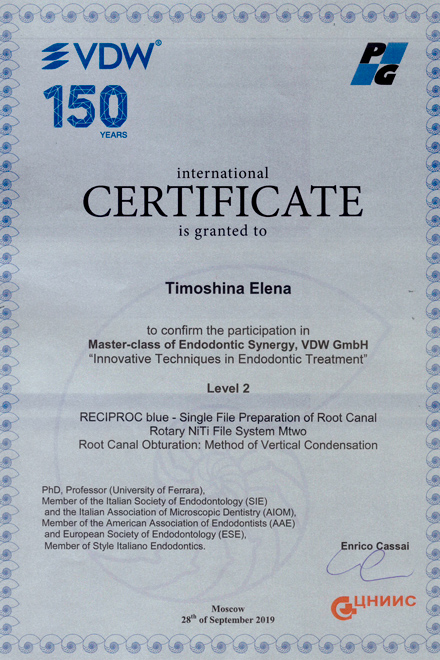 VDW®
150
YEARS
PG
international
CERTIFICATE
is granted to
Timoshina Elena
to confirm the participation in
Master-class of Endodontic Synergy, VDW GmbH
“Innovative Techniques in Endodontic Treatment”
Level 2
RECIPROC blue - Single File Preparation of Root Canal
Rotary NiTi File System Mtwo
Root Canal Obturation: Method of Vertical Condensation
PhD, Professor (University of Ferrara),
Member of the Italian Society of Endodontology (SIE)
and the Italian Association of Microscopic Dentistry (AIOM),
Member of the American Association of Endodontists (AAE)
and European Society of Endodontology (ESE),
Member of Style Italiano Endodontics.
Enrico Cassai
ЦНИИС
Moscow
28th of September 2019